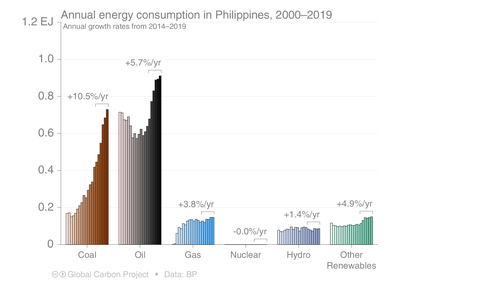 Annual energy consumption in Philippines, 2000–2019
1.2 EJ
Annual growth rates from 2014–2019
1.0
0.8
0.6
0.4
0.2
0
+10.5%/yr
+5.7%/yr
+3.8%/yr
-0.0%/yr
+1.4%/yr
+4.9%/yr
Coal
Oil
Gas
Nuclear
Hydro
Other
Renewables
Global Carbon Project • Data: BP